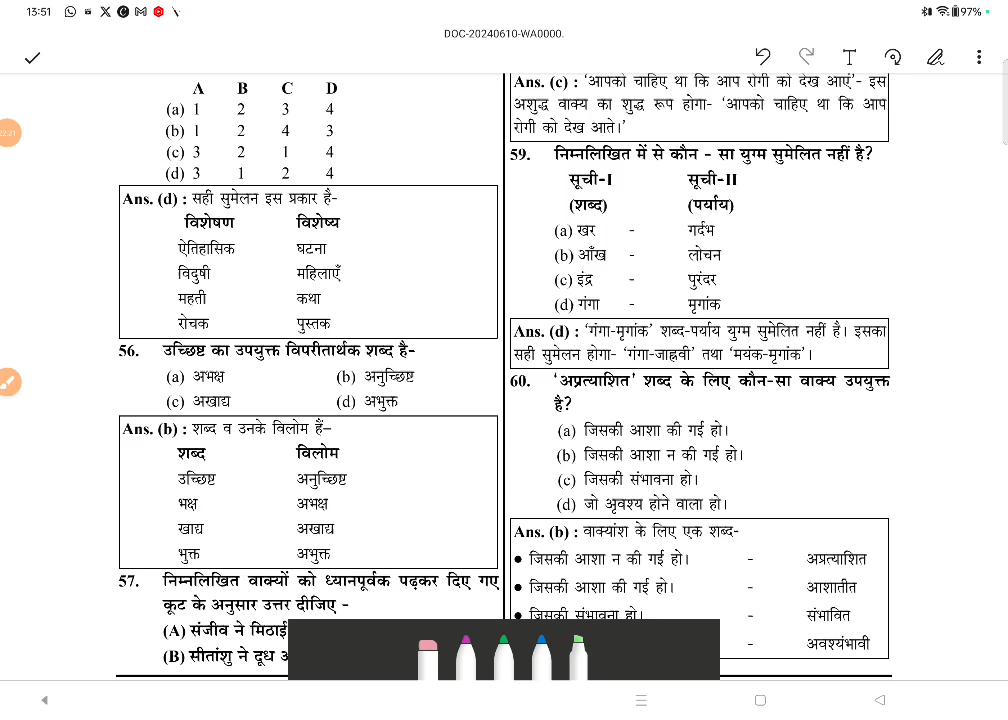 13:51
97%
DOC-20240610-WA0000.
22:21
A B C D
(a) 1 2 3 4
(b) 1 2 4 3
(c) 3 2 1 4
(d) 3 1 2 4
Ans. (d) : सही सुमेलन इस प्रकार है-
विशेषण विशेष्य
ऐतिहासिक घटना
विदुषी महिलाएँ
महती कथा
रोचक पुस्तक
56. उच्छिष्ट का उपयुक्त विपरीतार्थक शब्द है-
(a) अभक्ष (b) अनुच्छिष्ट
(c) अखाद्य (d) अभुक्त
Ans. (b) : शब्द व उनके विलोम हैं–
शब्द विलोम
उच्छिष्ट अनुच्छिष्ट
भक्ष अभक्ष
खाद्य अखाद्य
भुक्त अभुक्त
57. निम्नलिखित वाक्यों को ध्यानपूर्वक पढ़कर दिए गए
कूट के अनुसार उत्तर दीजिए -
(A) संजीव ने मिठाई
(B) सीतांशु ने दूध
Ans. (c) : ‘आपको चाहिए था कि आप रोगी को देख आएं’- इस
अशुद्ध वाक्य का शुद्ध रूप होगा- ‘आपको चाहिए था कि आप
रोगी को देख आते।’
59. निम्नलिखित में से कौन - सा युग्म सुमेलित नहीं है?
सूची-I सूची-II
(शब्द) (पर्याय)
(a) खर - गर्दभ
(b) आँख - लोचन
(c) इंद्र - पुरंदर
(d) गंगा - मृगांक
Ans. (d) : ‘गंगा-मृगांक’ शब्द-पर्याय युग्म सुमेलित नहीं है। इसका
सही सुमेलन होगा- ‘गंगा-जाह्नवी’ तथा ‘मयंक-मृगांक’।
60. ‘अप्रत्याशित’ शब्द के लिए कौन-सा वाक्य उपयुक्त
है?
(a) जिसकी आशा की गई हो।
(b) जिसकी आशा न की गई हो।
(c) जिसकी संभावना हो।
(d) जो अवश्य होने वाला हो।
Ans. (b) : वाक्यांश के लिए एक शब्द-
• जिसकी आशा न की गई हो। - अप्रत्याशित
• जिसकी आशा की गई हो। - आशातीत
• जिसकी संभावना हो। - संभावित
- अवश्यंभावी